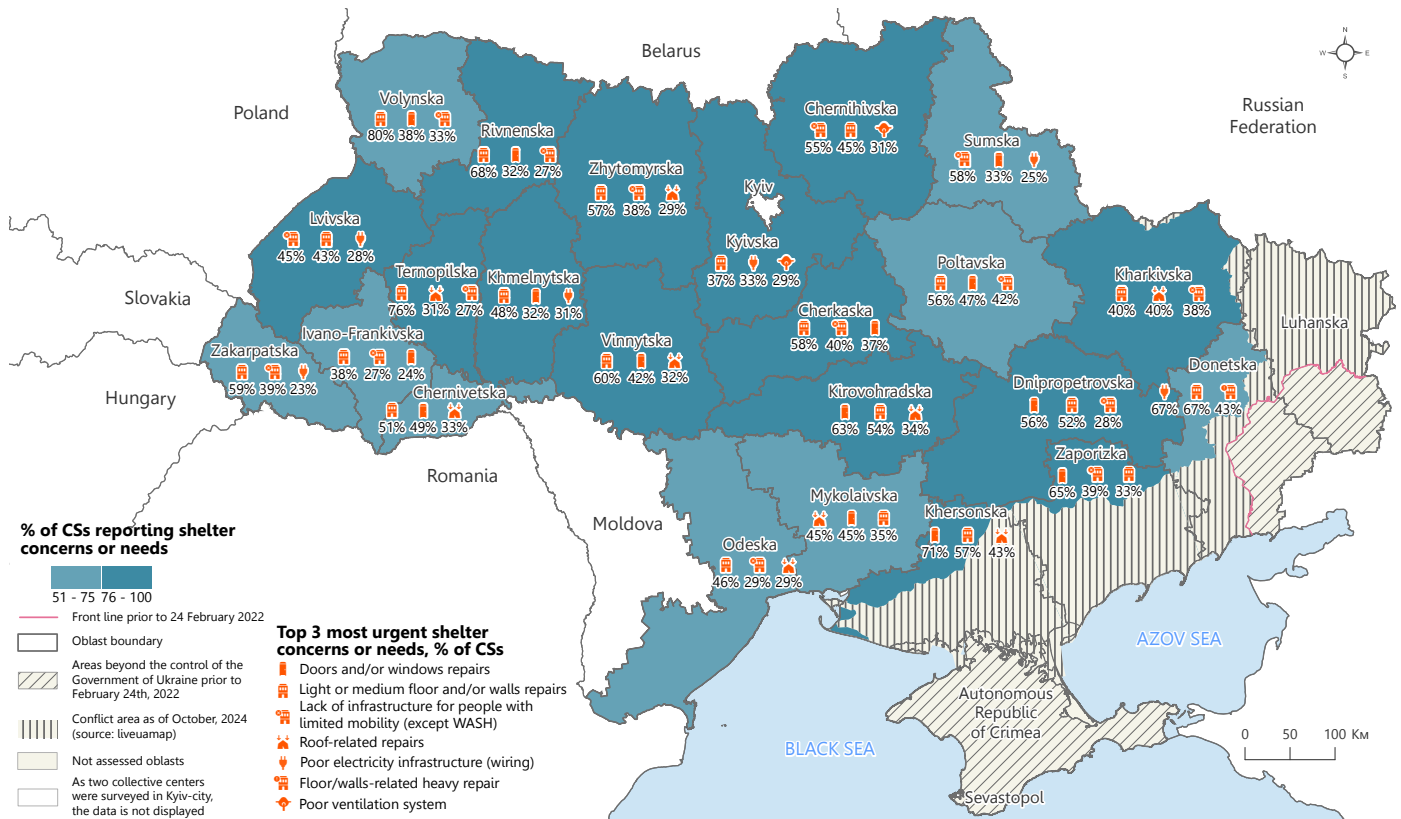 Belarus
Poland
Russian
Federation
N
W
E
S
Volynska
80% 38% 33%
Rivnenska
68% 32% 27%
Zhytomyrska
57% 38% 29%
Kyiv
Chernihivska
55% 45% 31%
Sumska
58% 33% 25%
Lvivska
45% 43% 28%
Ternopilska
76% 31% 27%
Khmelnytska
48% 32% 31%
Kyivska
37% 33% 29%
Poltavska
56% 47% 42%
Kharkivska
40% 40% 38%
Luhanska
Slovakia
Hungary
Zakarpatska
59% 39% 23%
Ivano-Frankivska
38% 27% 24%
Chernivetska
51% 49% 33%
Vinnytska
60% 42% 32%
Cherkaska
58% 40% 37%
Kirovohradska
63% 54% 34%
Dnipropetrovska
56% 52% 28%
Donetska
67% 67% 43%
Zaporizka
65% 39% 33%
Romania
Moldova
Mykolaivska
45% 45% 35%
Khersonska
71% 57% 43%
Odeska
46% 29% 29%
AZOV SEA
BLACK SEA
Autonomous
Republic
of Crimea
Sevastopol
0 50 100 Км
% of CSs reporting shelter
concerns or needs
51 - 75 76 - 100
Front line prior to 24 February 2022
Oblast boundary
Areas beyond the control of the
Government of Ukraine prior to
February 24th, 2022
Conflict area as of October, 2024
(source: liveuamap)
Not assessed oblasts
As two collective centers
were surveyed in Kyiv-city,
the data is not displayed
Top 3 most urgent shelter
concerns or needs, % of CSs
Doors and/or windows repairs
Light or medium floor and/or walls repairs
Lack of infrastructure for people with
limited mobility (except WASH)
Roof-related repairs
Poor electricity infrastructure (wiring)
Floor/walls-related heavy repair
Poor ventilation system